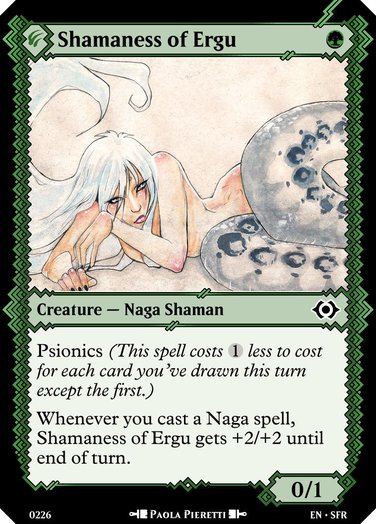 Shamaness of Ergu
Creature — Naga Shaman
Psionics (This spell costs 1 less to cost
for each card you've drawn this turn
except the first.)
Whenever you cast a Naga spell,
Shamaness of Ergu gets +2/+2 until
end of turn.
0/1
0226
Paola Pieretti
EN • SFR